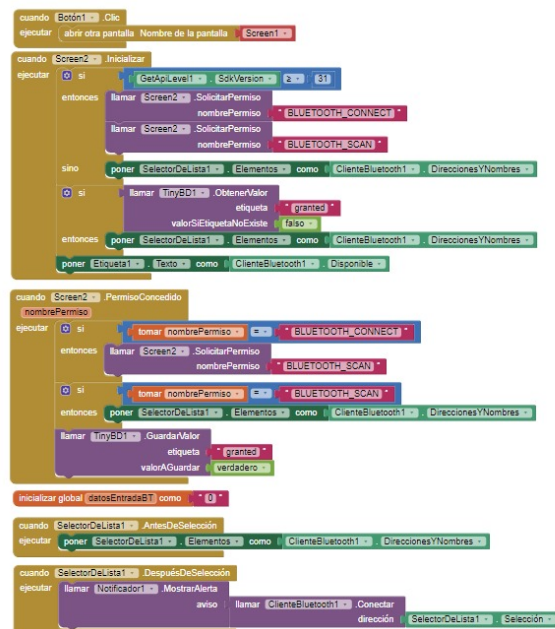 cuando Botón1 .Clic
ejecutar abrir otra pantalla Nombre de la pantalla Screen1
cuando Screen2 .Inicializar
ejecutar si GetApiLevel1 . SdkVersion ≥ 31
entonces llamar Screen2 .SolicitarPermiso
nombrePermiso " BLUETOOTH_CONNECT "
llamar Screen2 .SolicitarPermiso
nombrePermiso " BLUETOOTH_SCAN "
sino poner SelectorDeLista1 . Elementos como ClienteBluetooth1 . DireccionesYNombres
si llamar TinyBD1 .ObtenerValor
etiqueta " granted "
valorSiEtiquetaNoExiste falso
entonces poner SelectorDeLista1 . Elementos como ClienteBluetooth1 . DireccionesYNombres
poner Etiqueta1 . Texto como ClienteBluetooth1 . Disponible
cuando Screen2 .PermisoConcedido
nombrePermiso
ejecutar si tomar nombrePermiso = " BLUETOOTH_CONNECT "
entonces llamar Screen2 .SolicitarPermiso
nombrePermiso " BLUETOOTH_SCAN "
si tomar nombrePermiso = " BLUETOOTH_SCAN "
entonces poner SelectorDeLista1 . Elementos como ClienteBluetooth1 . DireccionesYNombres
llamar TinyBD1 .GuardarValor
etiqueta " granted "
valorAGuardar verdadero
inicializar global datosEntradaBT como " 0 "
cuando SelectorDeLista1 .AntesDeSelección
ejecutar poner SelectorDeLista1 . Elementos como ClienteBluetooth1 . DireccionesYNombres
cuando SelectorDeLista1 .DespuésDeSelección
ejecutar llamar Notificador1 .MostrarAlerta
aviso llamar ClienteBluetooth1 .Conectar
dirección SelectorDeLista1 . Selección